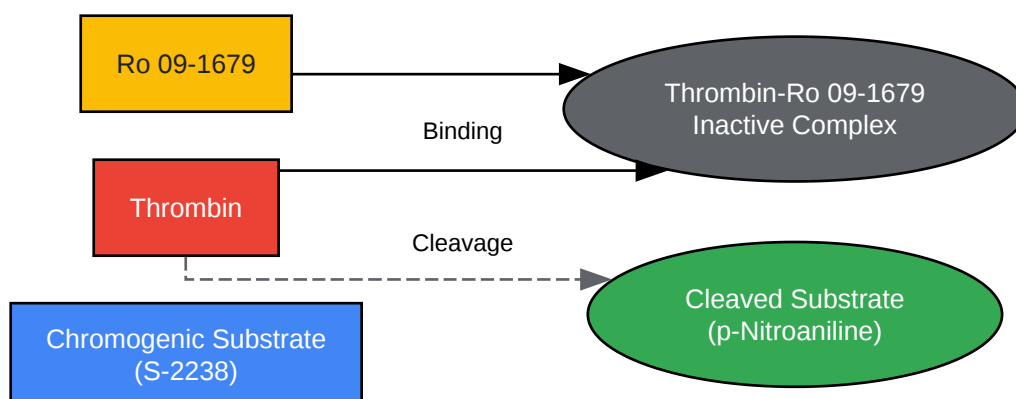 Ro 09-1679
Thrombin-Ro 09-1679
Inactive Complex
Binding
Thrombin
Cleavage
Cleaved Substrate
(p-Nitroaniline)
Chromogenic Substrate
(S-2238)